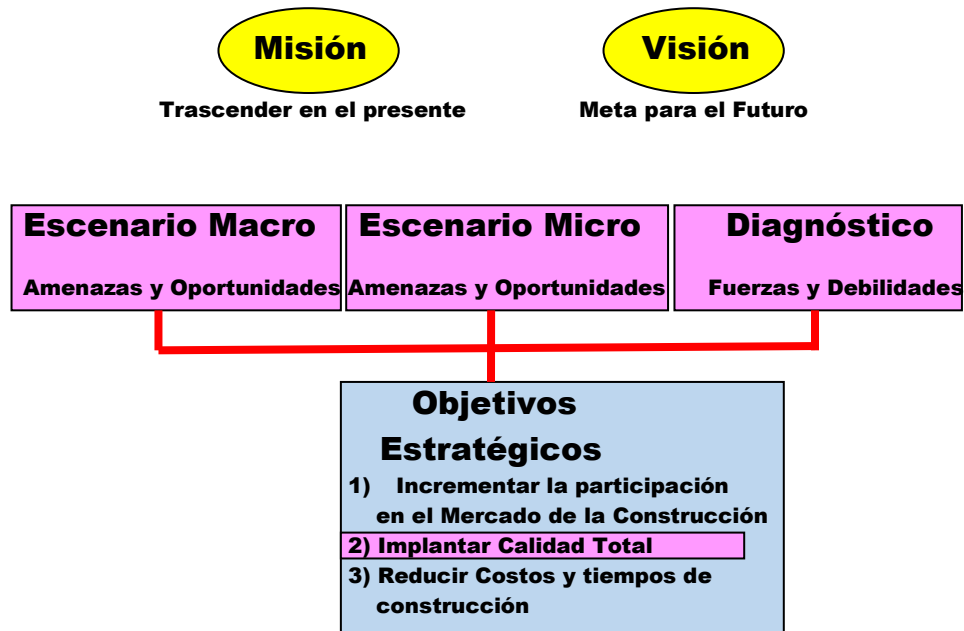 Misión
Visión
Trascender en el presente
Meta para el Futuro
Escenario Macro
Amenazas y Oportunidades
Escenario Micro
Amenazas y Oportunidades
Diagnóstico
Fuerzas y Debilidades
Objetivos
Estratégicos
1) Incrementar la participación
en el Mercado de la Construcción
2) Implantar Calidad Total
3) Reducir Costos y tiempos de
construcción